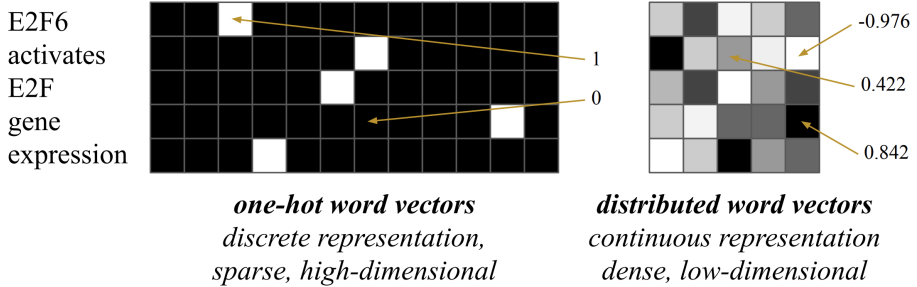 E2F6
activates
E2F
gene
expression
1
0
-0.976
0.422
0.842
one-hot word vectors
discrete representation,
sparse, high-dimensional
distributed word vectors
continuous representation
dense, low-dimensional